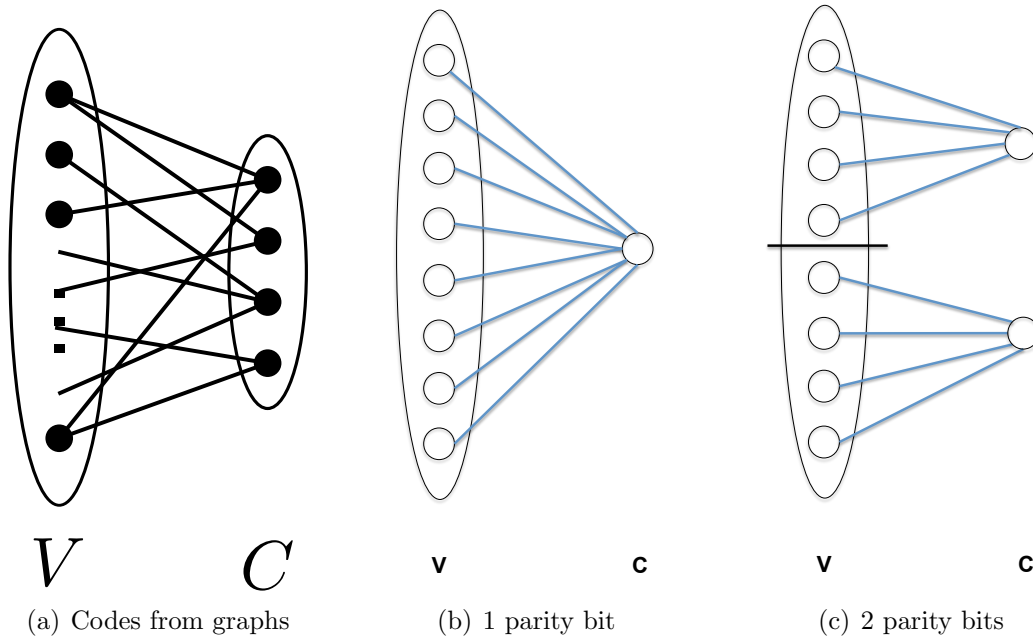 V C
V C
V C
(a) Codes from graphs
(b) 1 parity bit
(c) 2 parity bits